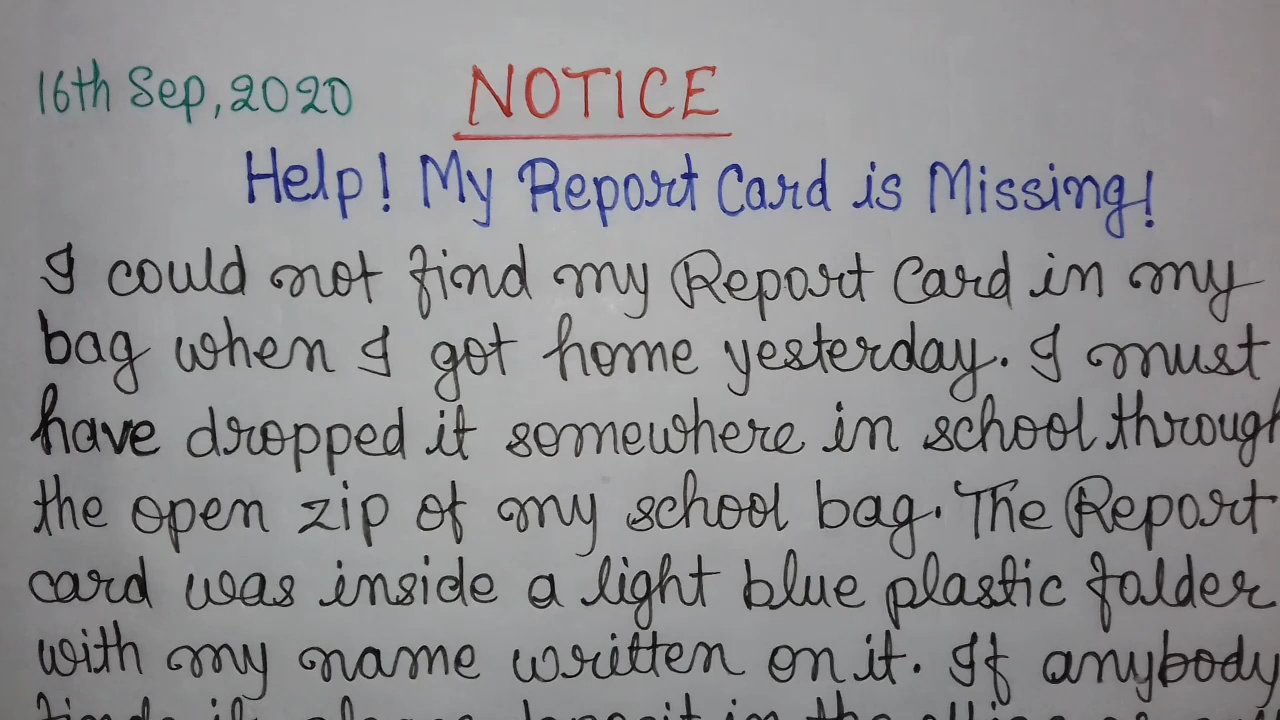 16th Sep, 2020 NOTICE
Help! My Report Card is Missing!
I could not find my Report Card in my
bag when I got home yesterday. I must
have dropped it somewhere in school through
the open zip of my school bag. The Report
card was inside a light blue plastic folder
with my name written on it. If anybody